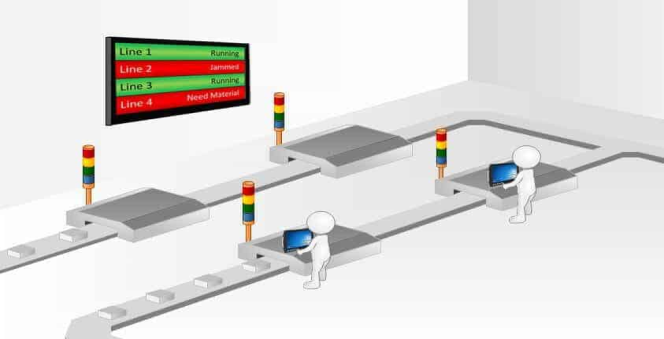 Line 1 Running
Line 2 Jammed
Line 3 Running
Line 4 Need Material